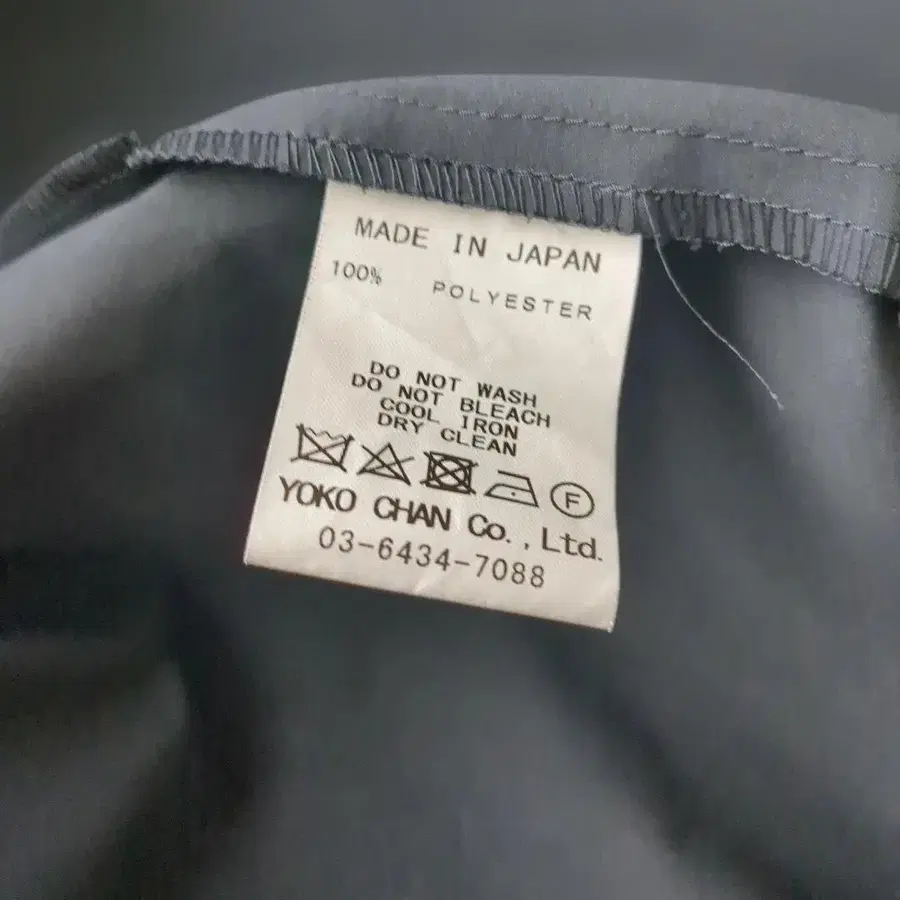 MADE IN JAPAN
100% POLYESTER
DO NOT WASH
DO NOT BLEACH
COOL IRON
DRY CLEAN
F
YOKO CHAN Co., Ltd.
03-6434-7088